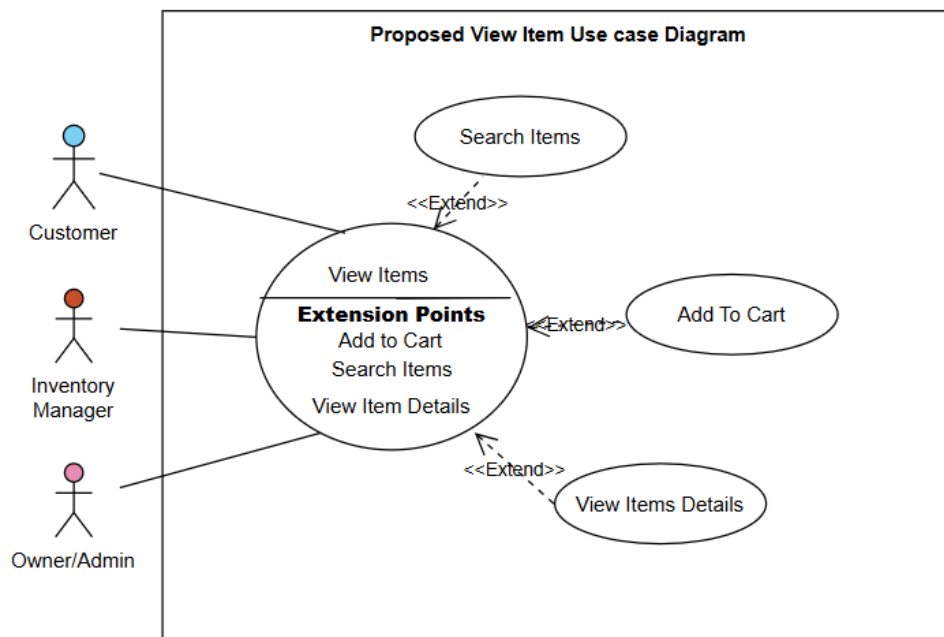 Proposed View Item Use case Diagram
Search Items
<<Extend>>
Customer
View Items
Extension Points
Add to Cart
Search Items
View Item Details
<<Extend>>
Add To Cart
Inventory
Manager
<<Extend>>
View Items Details
Owner/Admin